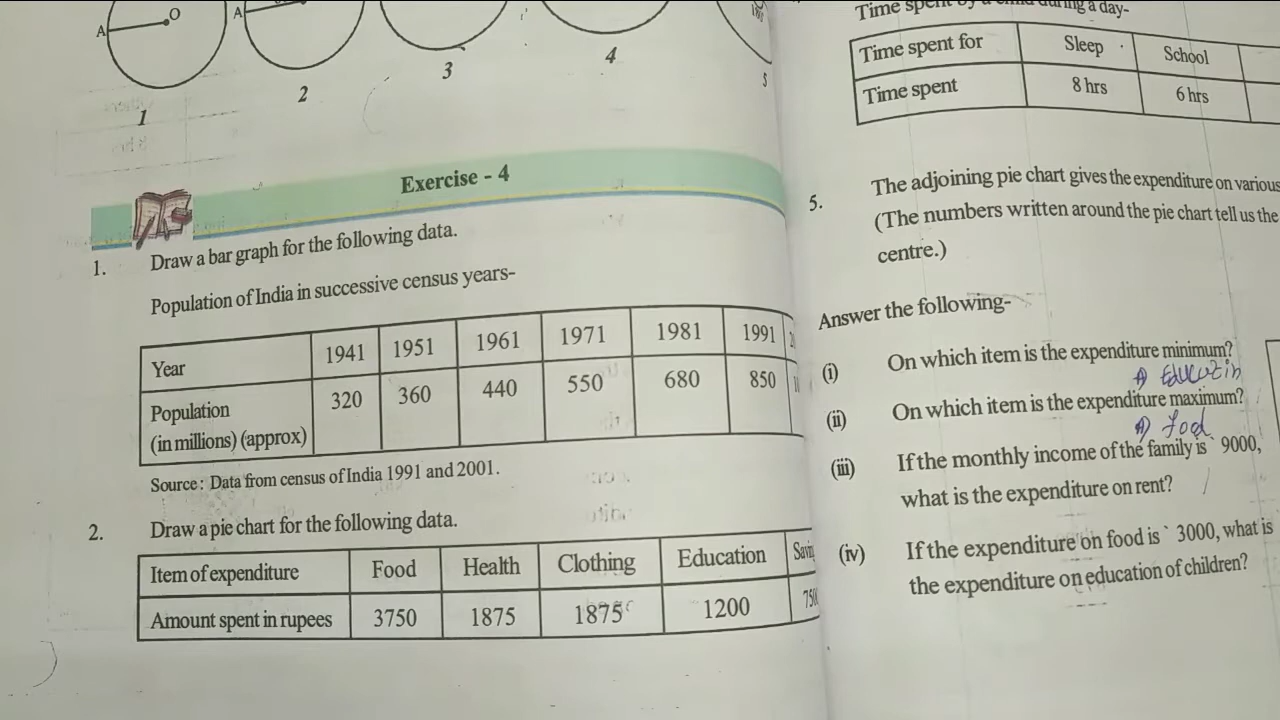 O
A
A
1
2
3
4
5
Exercise - 4
1. Draw a bar graph for the following data.
Population of India in successive census years-
Year 1941 1951 1961 1971 1981 1991
Population (in millions) (approx) 320 360 440 550 680 850
Source: Data from census of India 1991 and 2001.
2. Draw a pie chart for the following data.
Item of expenditure Food Health Clothing Education
Amount spent in rupees 3750 1875 1875 1200
Time spent by a child during a day-
Time spent for Sleep School
Time spent 8 hrs 6 hrs
5. The adjoining pie chart gives the expenditure on various
(The numbers written around the pie chart tell us the
centre.)
Answer the following-
(i) On which item is the expenditure minimum?
(ii) On which item is the expenditure maximum?
A) food
(iii) If the monthly income of the family is ` 9000,
what is the expenditure on rent?
(iv) If the expenditure on food is ` 3000, what is
the expenditure on education of children?